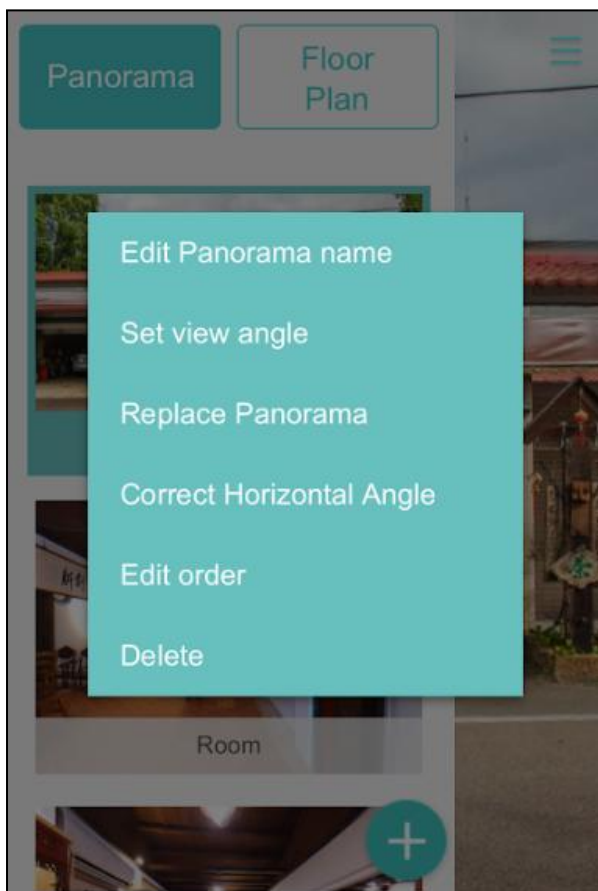 Panorama
Floor
Plan
Edit Panorama name
Set view angle
Replace Panorama
Correct Horizontal Angle
Edit order
Delete
Room